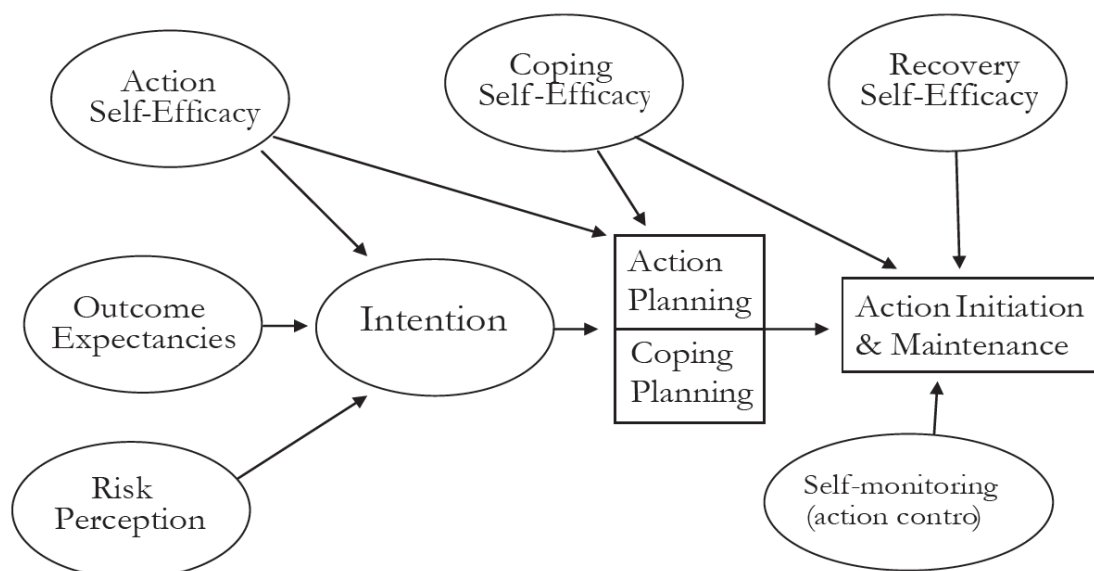 Action
Self-Efficacy
Coping
Self-Efficacy
Recovery
Self-Efficacy
Outcome
Expectancies
Intention
Action
Planning
Coping
Planning
Action Initiation
& Maintenance
Risk
Perception
Self-monitoring
(action contro)